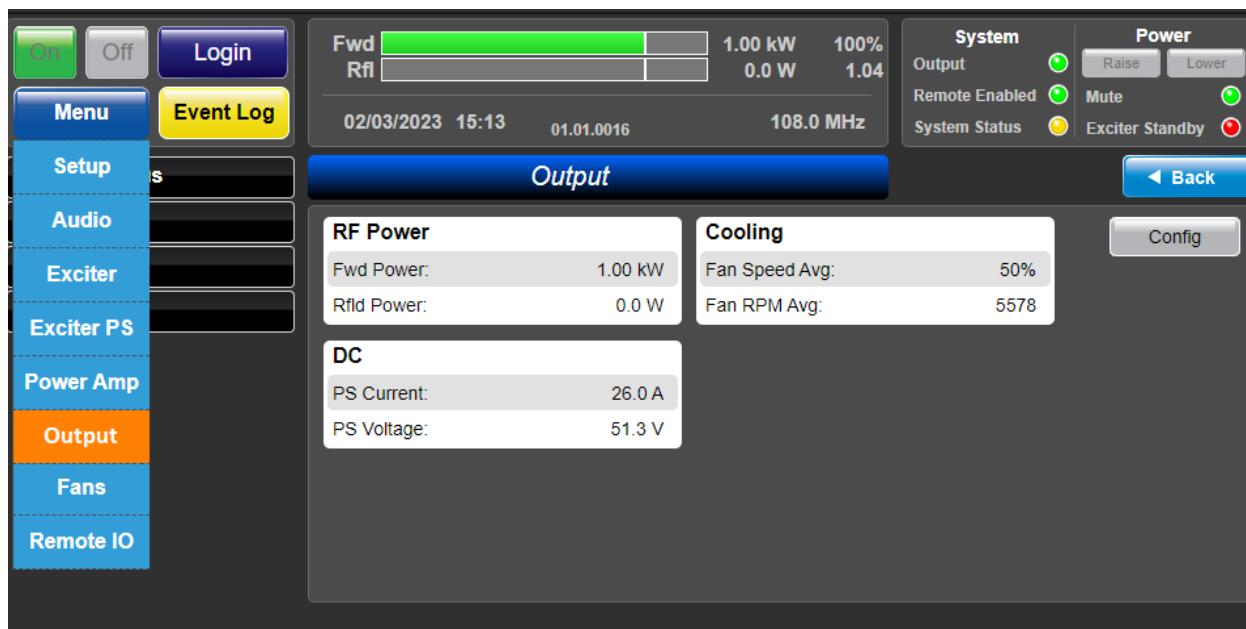 On Off Login
Menu Event Log
Setup
Audio
Exciter
Exciter PS
Power Amp
Output
Fans
Remote IO
s
Fwd 1.00 kW 100%
Rfl 0.0 W 1.04
02/03/2023 15:13 01.01.0016 108.0 MHz
System
Output
Remote Enabled
System Status
Power
Raise Lower
Mute
Exciter Standby
Output
◄ Back
RF Power
Fwd Power: 1.00 kW
Rfld Power: 0.0 W
Cooling
Fan Speed Avg: 50%
Fan RPM Avg: 5578
Config
DC
PS Current: 26.0 A
PS Voltage: 51.3 V